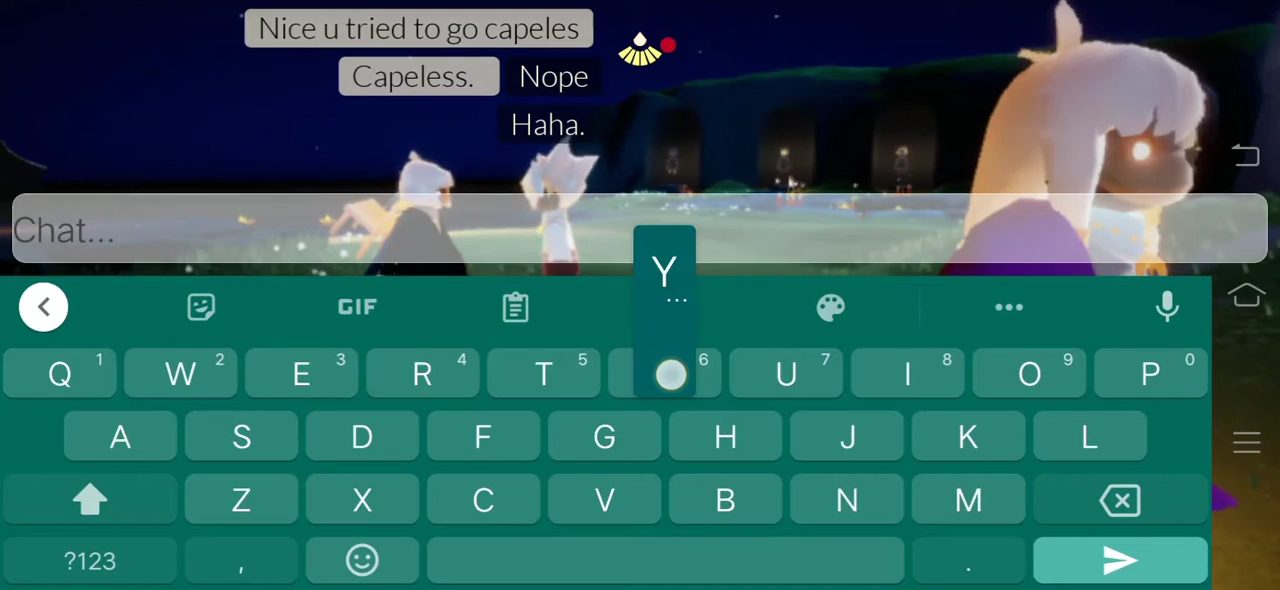 Nice u tried to go capeles
Capeless. Nope
Haha.
Chat...
Y
...
GIF
Q 1 W 2 E 3 R 4 T 5 6 U 7 I 8 O 9 P 0
A S D F G H J K L
Z X C V B N M
?123 , .